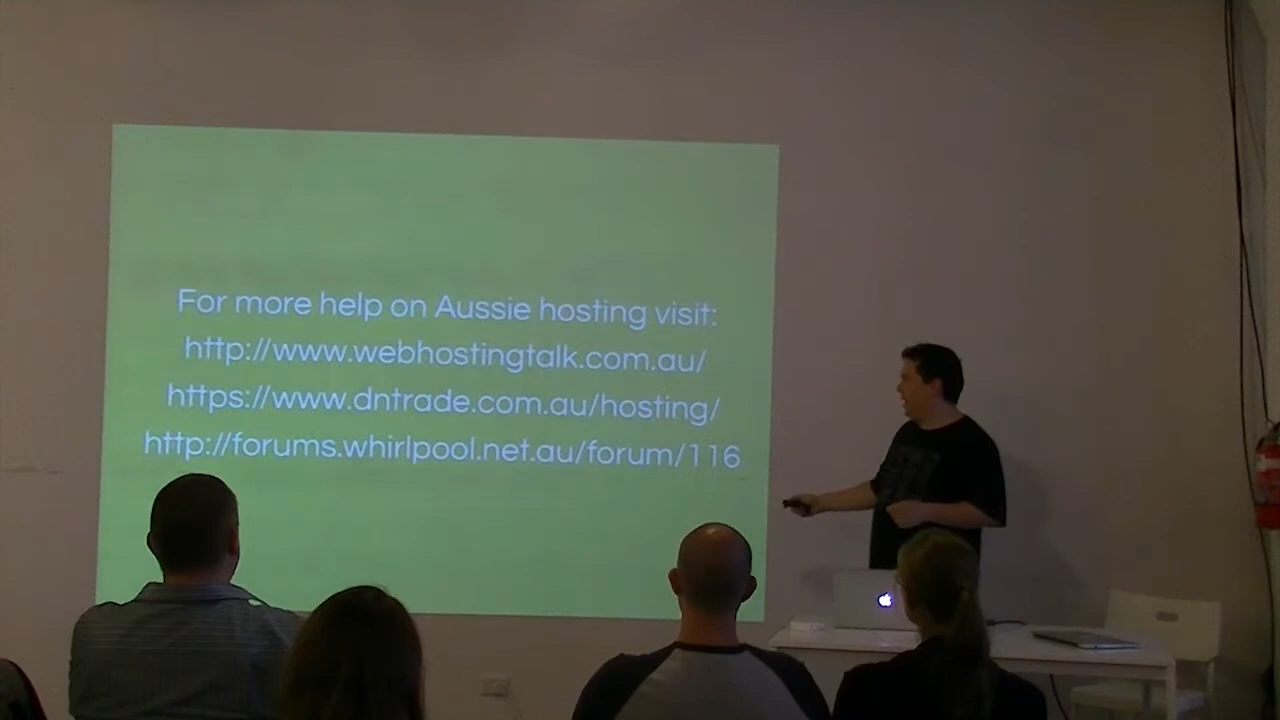 For more help on Aussie hosting visit:
http://www.webhostingtalk.com.au/
https://www.dntrade.com.au/hosting/
http://forums.whirlpool.net.au/forum/116